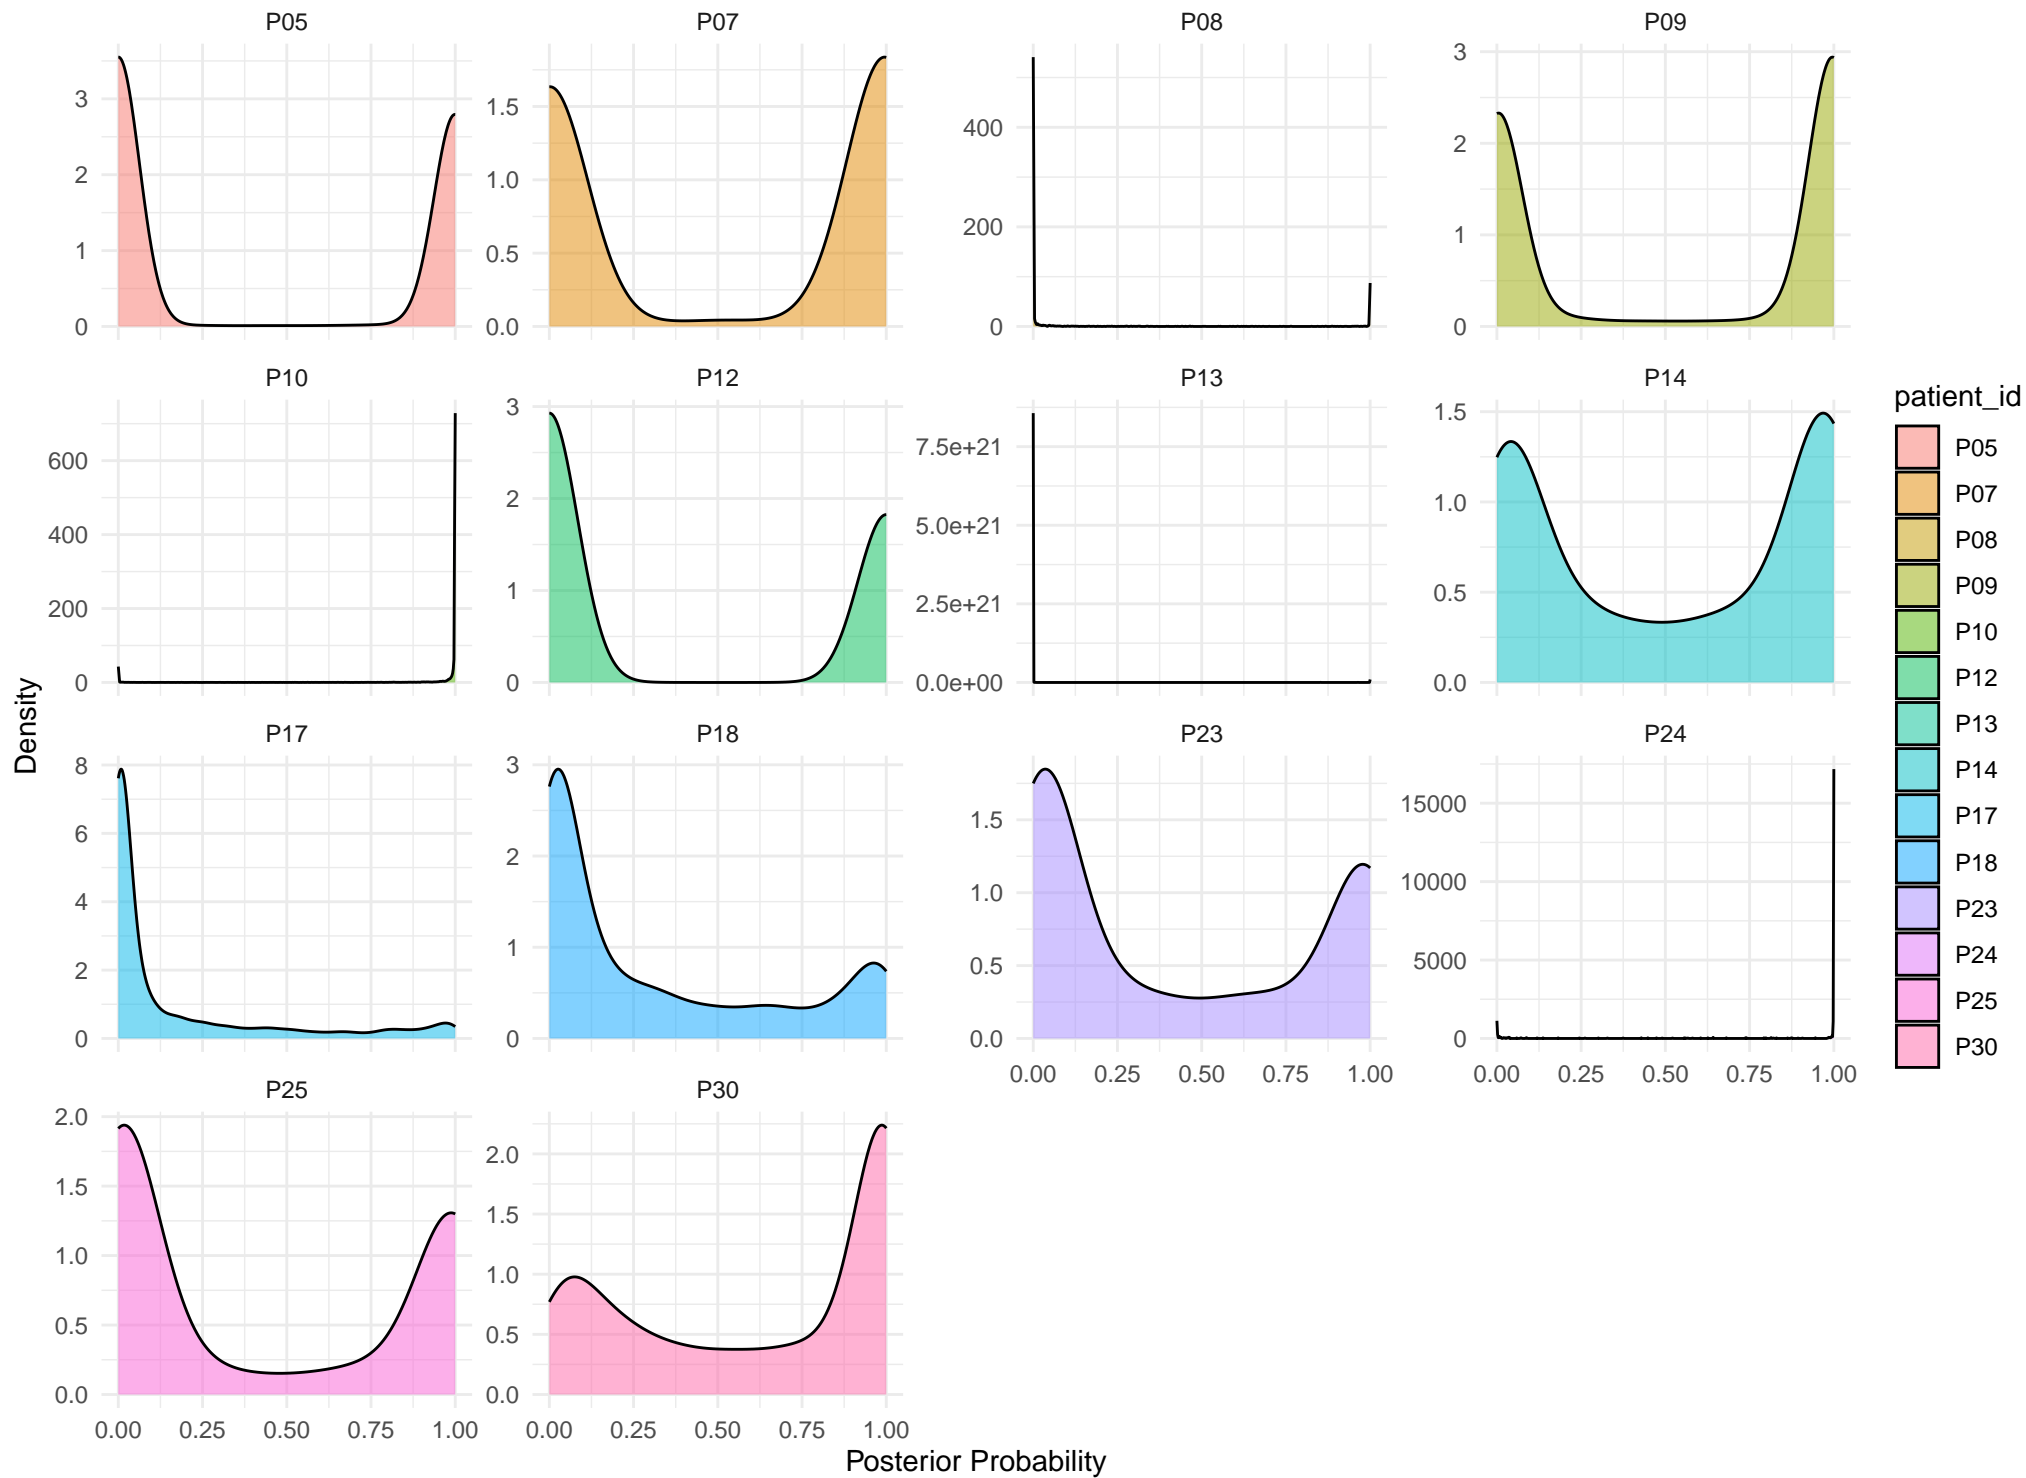 P05 P07 P08 P09
3
2
1
0
1.5
1.0
0.5
0.0
400
200
0
3
2
1
0
P10 P12 P13 P14
600
400
200
0
3
2
1
0
7.5e+21
5.0e+21
2.5e+21
0.0e+00
1.5
1.0
0.5
0.0
P17 P18 P23 P24
8
6
4
2
0
3
2
1
0
1.5
1.0
0.5
0.0
15000
10000
5000
0
0.00 0.25 0.50 0.75 1.00
0.00 0.25 0.50 0.75 1.00
P25 P30
2.0
1.5
1.0
0.5
0.0
2.0
1.5
1.0
0.5
0.0
0.00 0.25 0.50 0.75 1.00
0.00 0.25 0.50 0.75 1.00
Posterior Probability
Density
patient_id
P05
P07
P08
P09
P10
P12
P13
P14
P17
P18
P23
P24
P25
P30